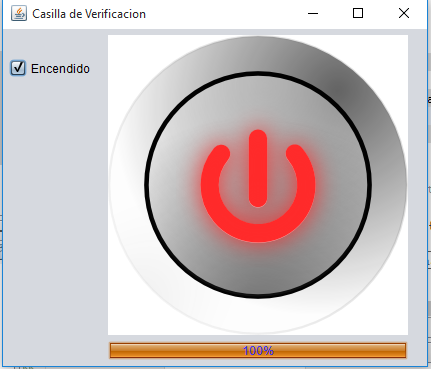 Casilla de Verificacion
Encendido
100%